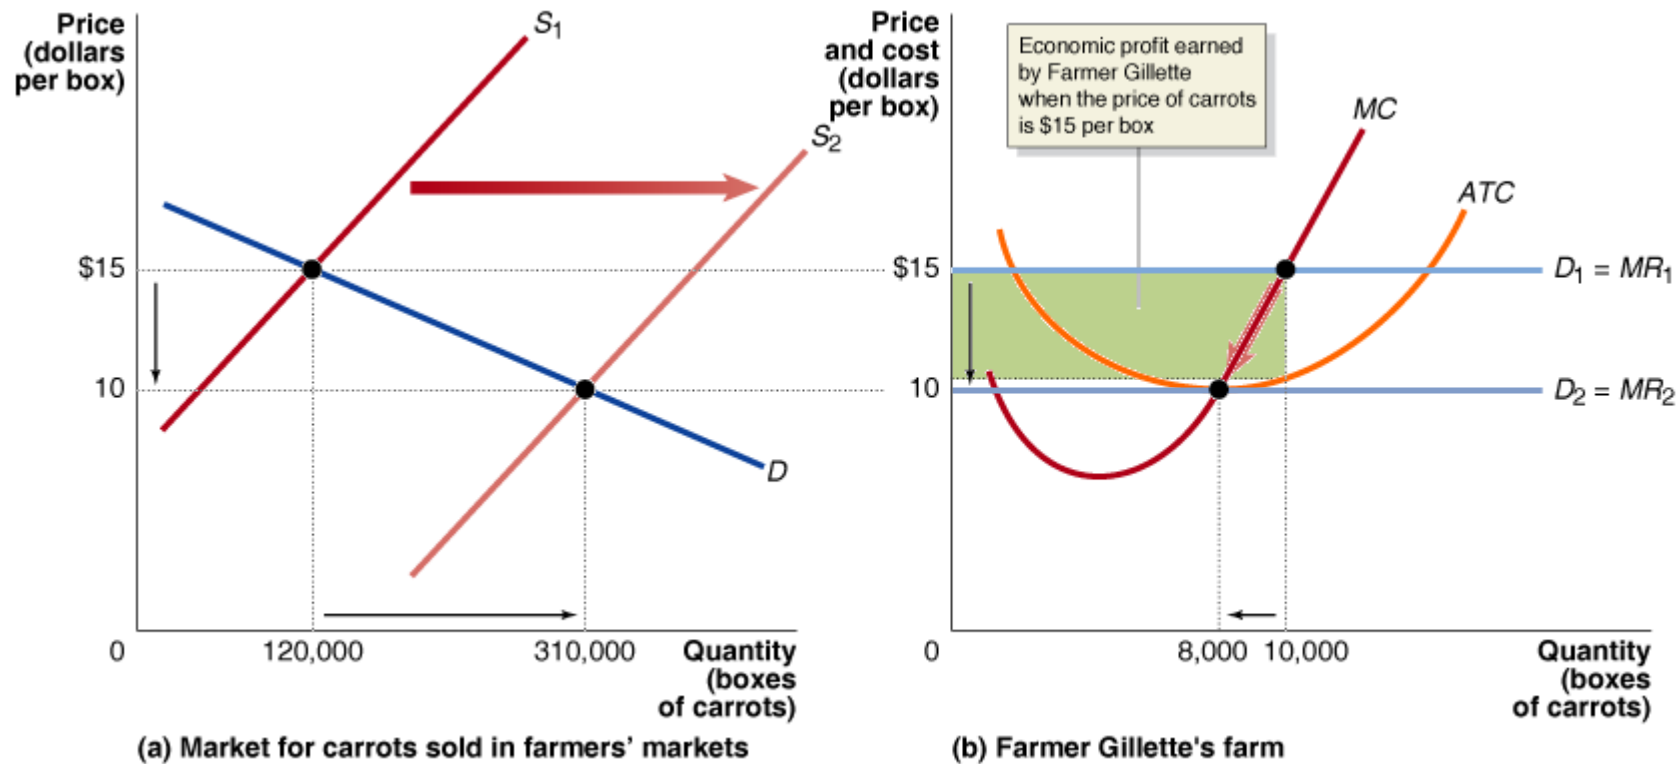 Price
(dollars
per box)
S1
S2
$15
10
D
0
120,000
310,000
Quantity
(boxes
of carrots)
(a) Market for carrots sold in farmers’ markets
Price
and cost
(dollars
per box)
Economic profit earned
by Farmer Gillette
when the price of carrots
is $15 per box
MC
ATC
$15
D1 = MR1
10
D2 = MR2
0
8,000
10,000
Quantity
(boxes
of carrots)
(b) Farmer Gillette's farm